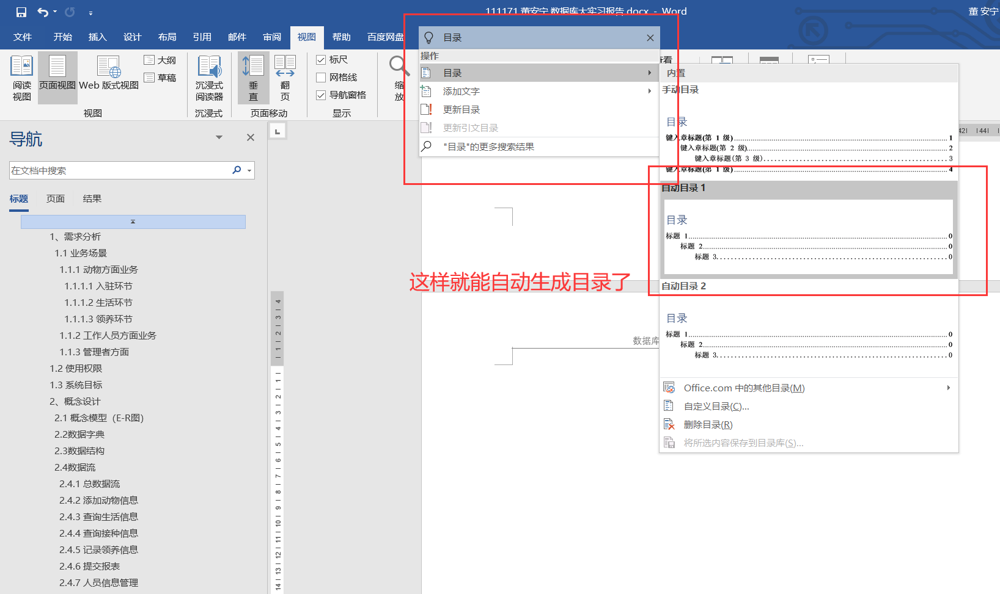 111171 董安宁 数据库大实习报告.docx - Word
董 安宁
文件 开始 插入 设计 布局 引用 邮件 审阅 视图 帮助 百度网盘
目录
阅读视图
页面视图
Web 版式视图
大纲
草稿
视图
沉浸式阅读器
沉浸式
垂直
翻页
页面移动
标尺
网格线
导航窗格
显示
缩放
操作
目录
添加文字
更新目录
更新引文目录
"目录"的更多搜索结果
内置
手动目录
目录
键入章标题(第 1 级) 1
键入章标题(第 2 级) 2
键入章标题(第 3 级) 3
键入章标题(第 1 级) 4
自动目录 1
目录
标题 1 0
标题 2 0
标题 3 0
自动目录 2
目录
标题 1 0
标题 2 0
标题 3 0
Office.com 中的其他目录(M)
自定义目录(C)...
删除目录(R)
将所选内容保存到目录库(S)...
这样就能自动生成目录了
数据库
导航
在文档中搜索
标题 页面 结果
1、需求分析
1.1 业务场景
1.1.1 动物方面业务
1.1.1.1 入驻环节
1.1.1.2 生活环节
1.1.1.3 领养环节
1.1.2 工作人员方面业务
1.1.3 管理者方面
1.2 使用权限
1.3 系统目标
2、概念设计
2.1 概念模型（E-R图）
2.2数据字典
2.3数据结构
2.4数据流
2.4.1 总数据流
2.4.2 添加动物信息
2.4.3 查询生活信息
2.4.4 查询接种信息
2.4.5 记录领养信息
2.4.6 提交报表
2.4.7 人员信息管理
L
42 44
4
3
2
1
1
2
3
4
5
6
7
8
9
10
11
12
13
14